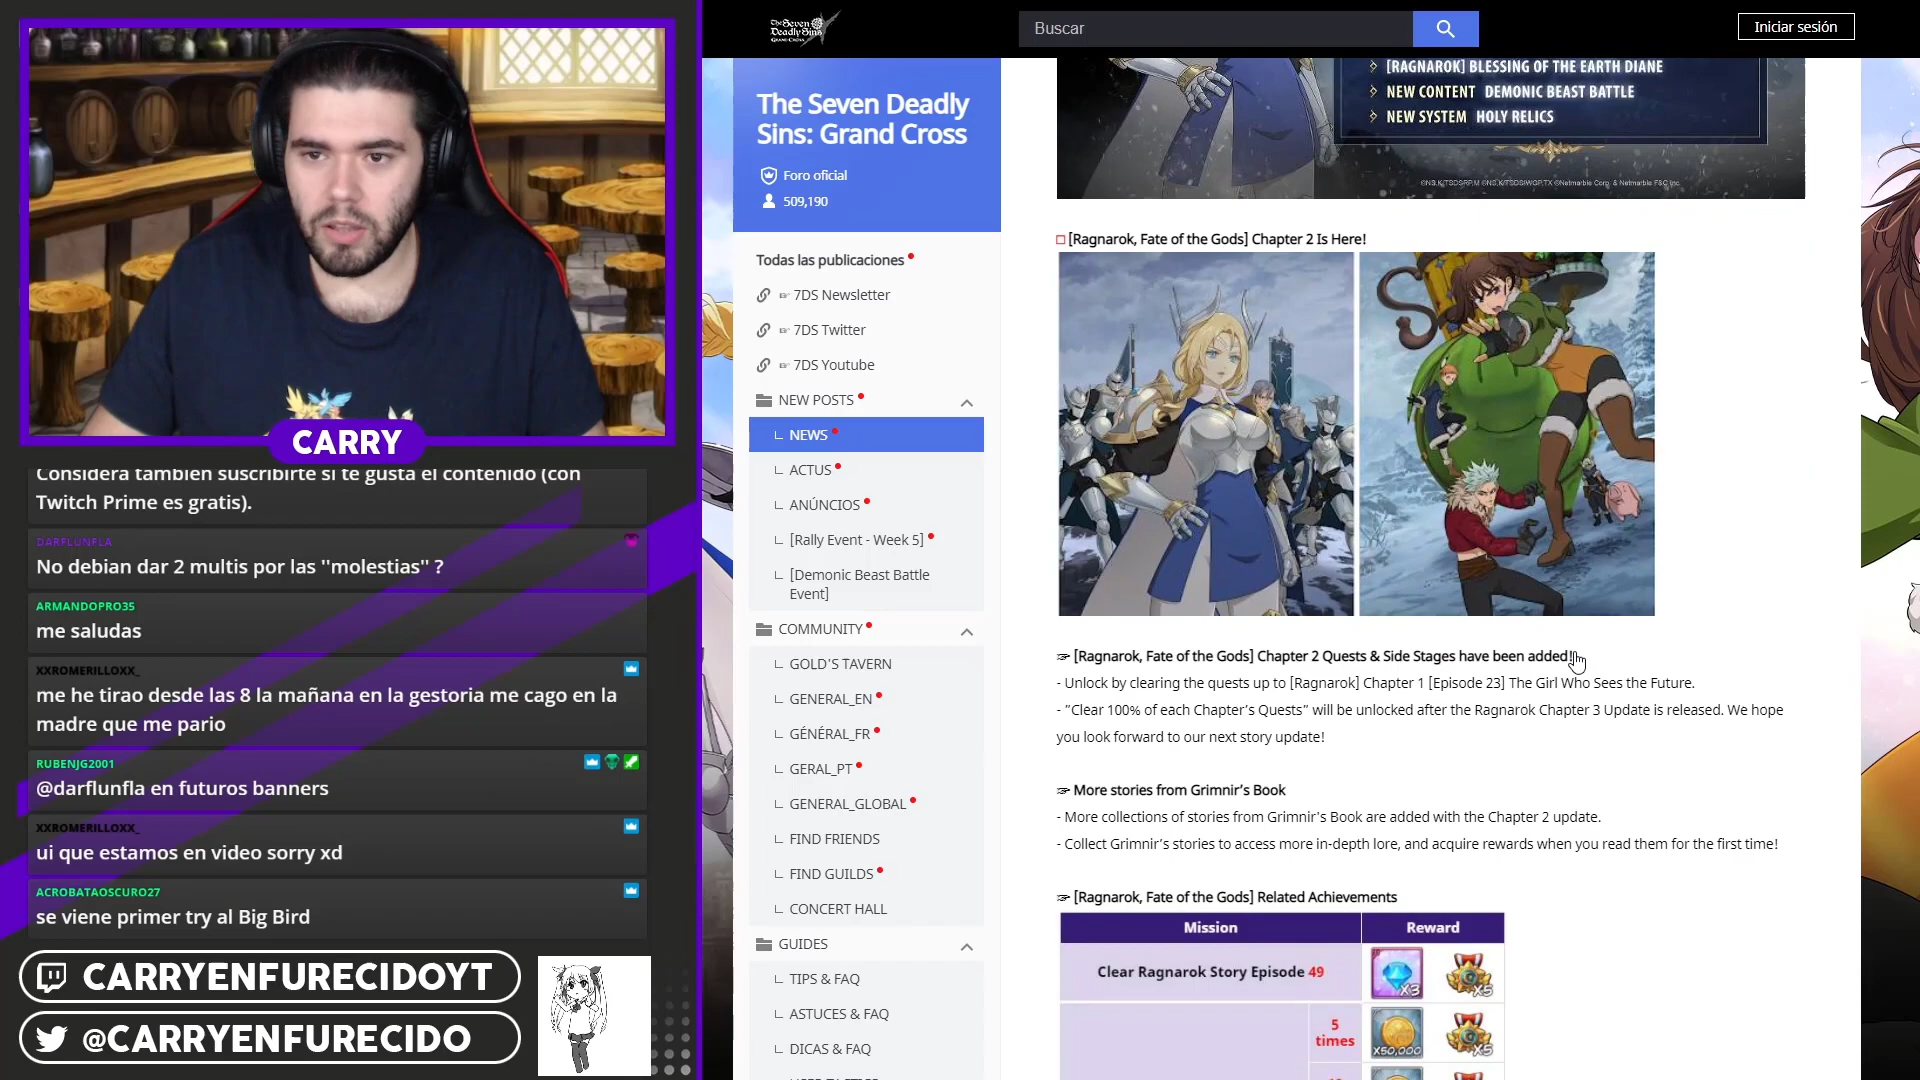 CARRY
Considera también suscribirte si te gusta el contenido (con
Twitch Prime es gratis).
DARFLUNFLA
No debian dar 2 multis por las "molestias" ?
ARMANDOPRO35
me saludas
XXROMERILLOXX_
me he tirao desde las 8 la mañana en la gestoria me cago en la
madre que me pario
RUBENJG2001
@darflunfla en futuros banners
XXROMERILLOXX_
ui que estamos en video sorry xd
ACROBATAOSCURO27
se viene primer try al Big Bird
CARRYENFURECIDOYT
@CARRYENFURECIDO
The Seven
Deadly Sins
GRAND CROSS
Buscar
Iniciar sesión
The Seven Deadly
Sins: Grand Cross
Foro oficial
509,190
Todas las publicaciones
☞ 7DS Newsletter
☞ 7DS Twitter
☞ 7DS Youtube
NEW POSTS
NEWS
ACTUS
ANÚNCIOS
[Rally Event - Week 5]
[Demonic Beast Battle
Event]
COMMUNITY
GOLD'S TAVERN
GENERAL_EN
GÉNÉRAL_FR
GERAL_PT
GENERAL_GLOBAL
FIND FRIENDS
FIND GUILDS
CONCERT HALL
GUIDES
TIPS & FAQ
ASTUCES & FAQ
DICAS & FAQ
[RAGNAROK] BLESSING OF THE EARTH DIANE
NEW CONTENT DEMONIC BEAST BATTLE
NEW SYSTEM HOLY RELICS
[Ragnarok, Fate of the Gods] Chapter 2 Is Here!
☞ [Ragnarok, Fate of the Gods] Chapter 2 Quests & Side Stages have been added!
- Unlock by clearing the quests up to [Ragnarok] Chapter 1 [Episode 23] The Girl Who Sees the Future.
- "Clear 100% of each Chapter's Quests" will be unlocked after the Ragnarok Chapter 3 Update is released. We hope
you look forward to our next story update!
☞ More stories from Grimnir's Book
- More collections of stories from Grimnir's Book are added with the Chapter 2 update.
- Collect Grimnir's stories to access more in-depth lore, and acquire rewards when you read them for the first time!
☞ [Ragnarok, Fate of the Gods] Related Achievements
Mission Reward
Clear Ragnarok Story Episode 49
X3 X5
5
times
X50,000 X5